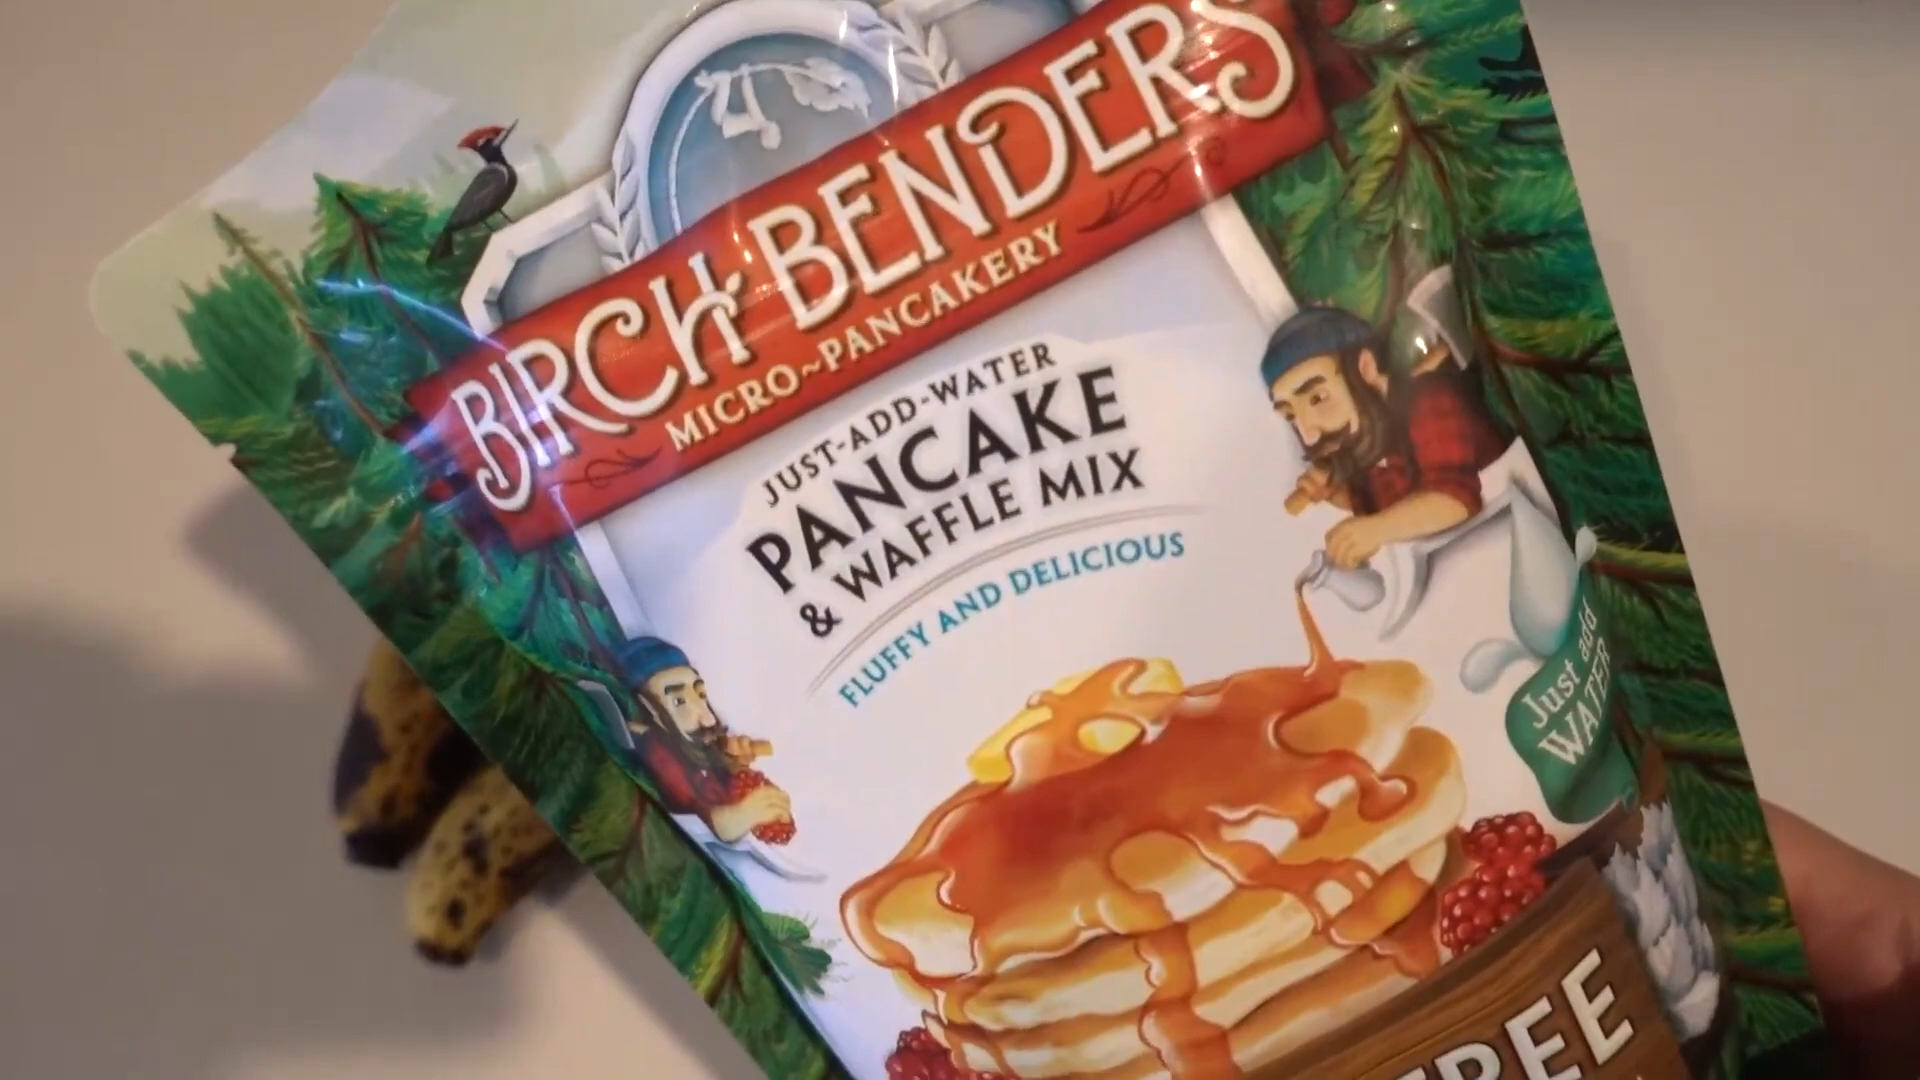 BIRCH BENDERS
MICRO~PANCAKERY
JUST-ADD-WATER
PANCAKE
& WAFFLE MIX
FLUFFY AND DELICIOUS
Just add
WATER
FREE